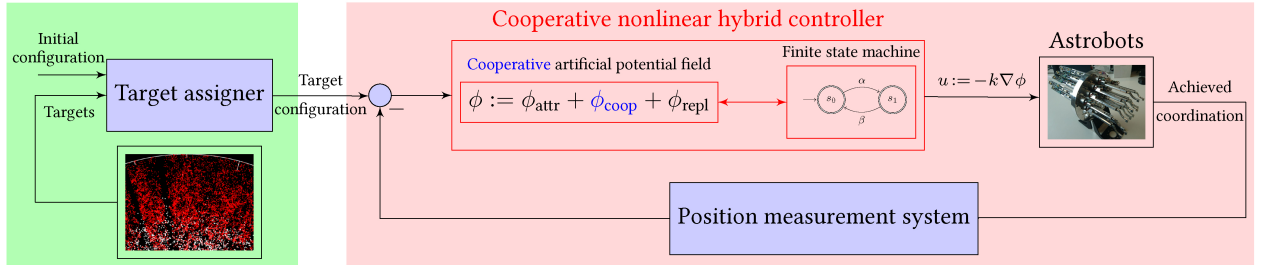 Cooperative nonlinear hybrid controller
Initial
configuration
Targets
Target assigner
Target
configuration
−
Cooperative artificial potential field
ϕ := ϕattr + ϕcoop + ϕrepl
Finite state machine
α
s₀ s₁
β
u := −k∇ϕ
Astrobots
Achieved
coordination
Position measurement system